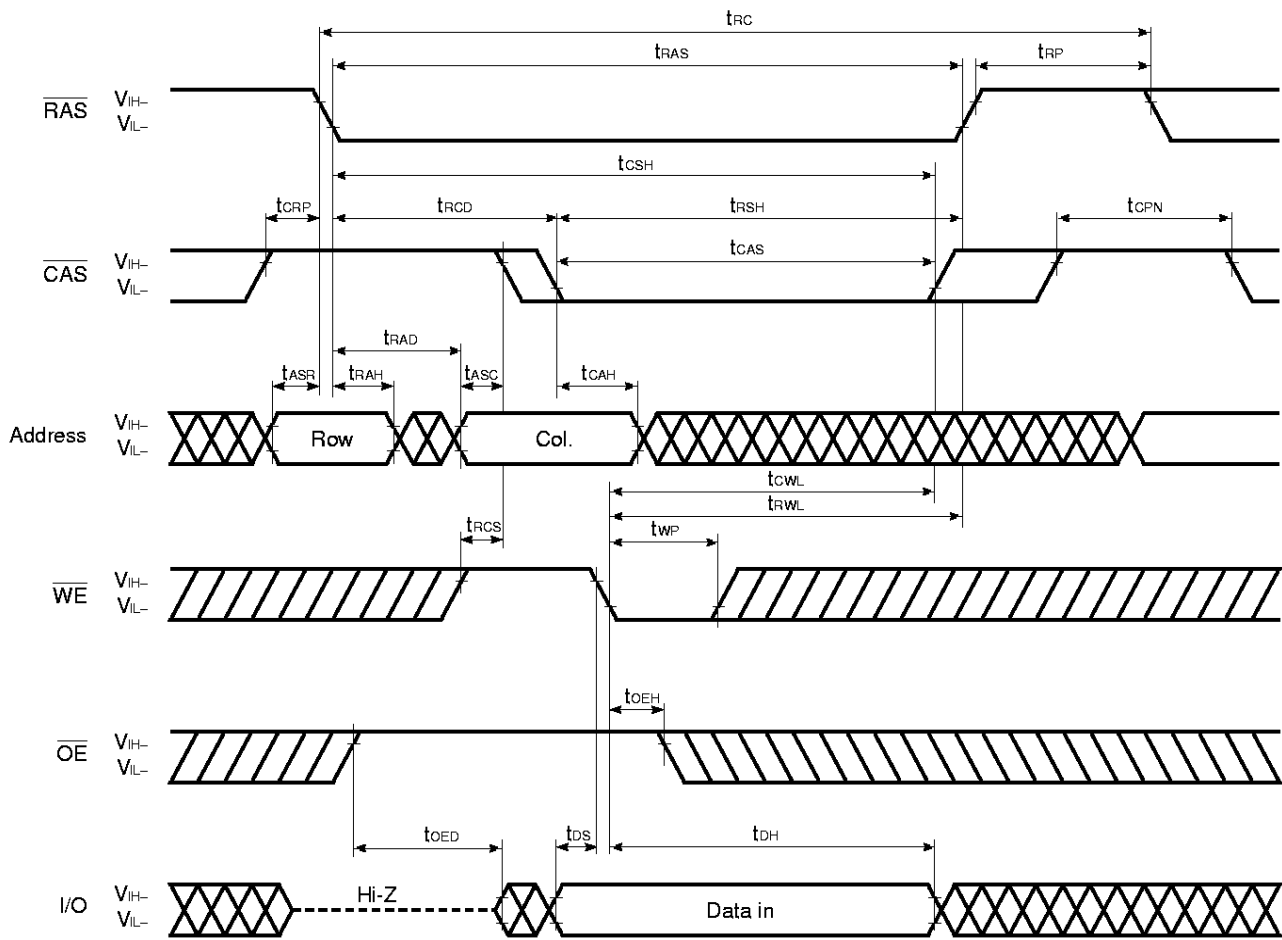 tRC
tRAS tRP
RAS VIH–
VIL–
tCSH
tCRP tRCD tRSH tCPN
tCAS
CAS VIH–
VIL–
tRAD
tASR tRAH tASC tCAH
Address VIH–
VIL–
Row Col.
tCWL
tRWL
tRCS tWP
WE VIH–
VIL–
tOEH
OE VIH–
VIL–
tOED tDS tDH
I/O VIH–
VIL–
Hi-Z Data in